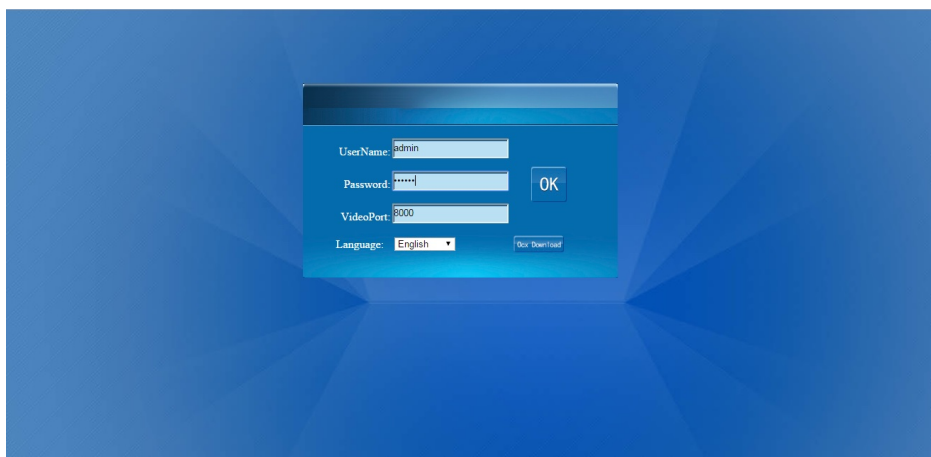 UserName: admin
Password: ••••••
OK
VideoPort: 8000
Language: English
Ocx Download